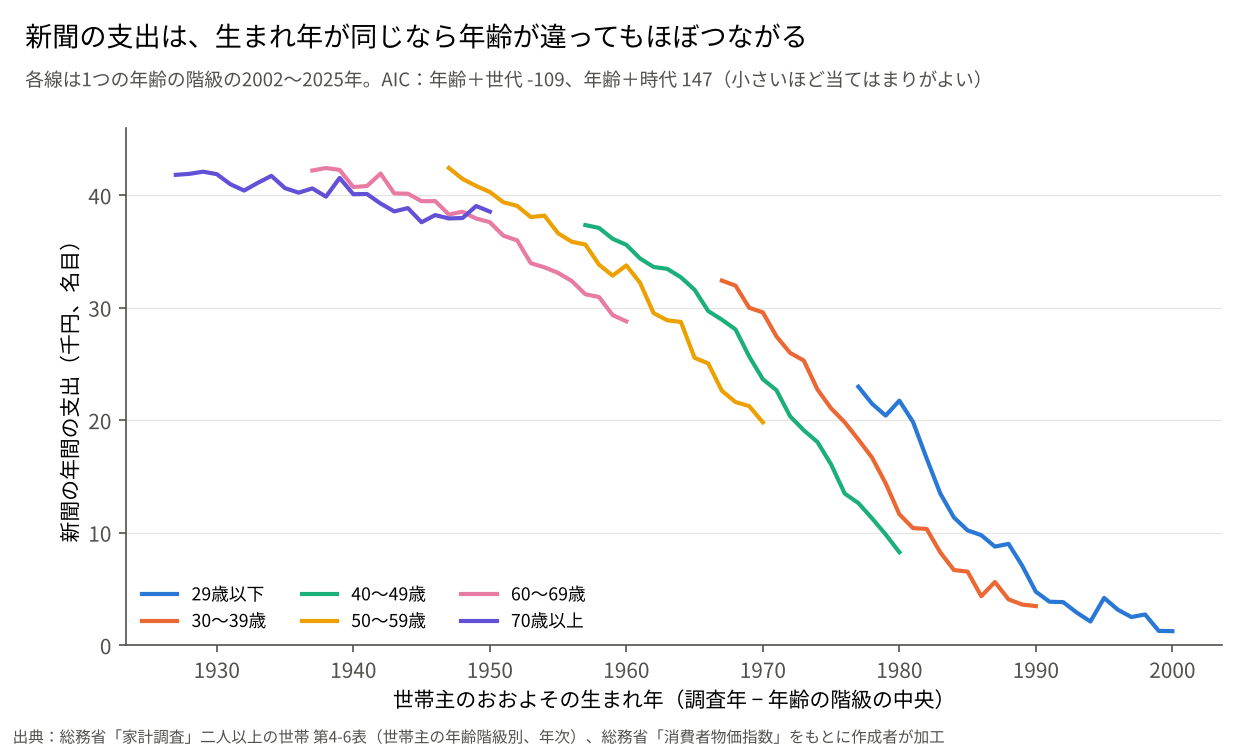 新聞の支出は、生まれ年が同じなら年齢が違ってもほぼつながる
各線は1つの年齢の階級の2002～2025年。AIC：年齢＋世代 -109、年齢＋時代 147（小さいほど当てはまりがよい）
新聞の年間の支出（千円、名目）
40
30
20
10
0
29歳以下
40～49歳
60～69歳
30～39歳
50～59歳
70歳以上
1930
1940
1950
1960
1970
1980
1990
2000
世帯主のおおよその生まれ年（調査年 − 年齢の階級の中央）
出典：総務省「家計調査」二人以上の世帯 第4-6表（世帯主の年齢階級別、年次）、総務省「消費者物価指数」をもとに作成者が加工